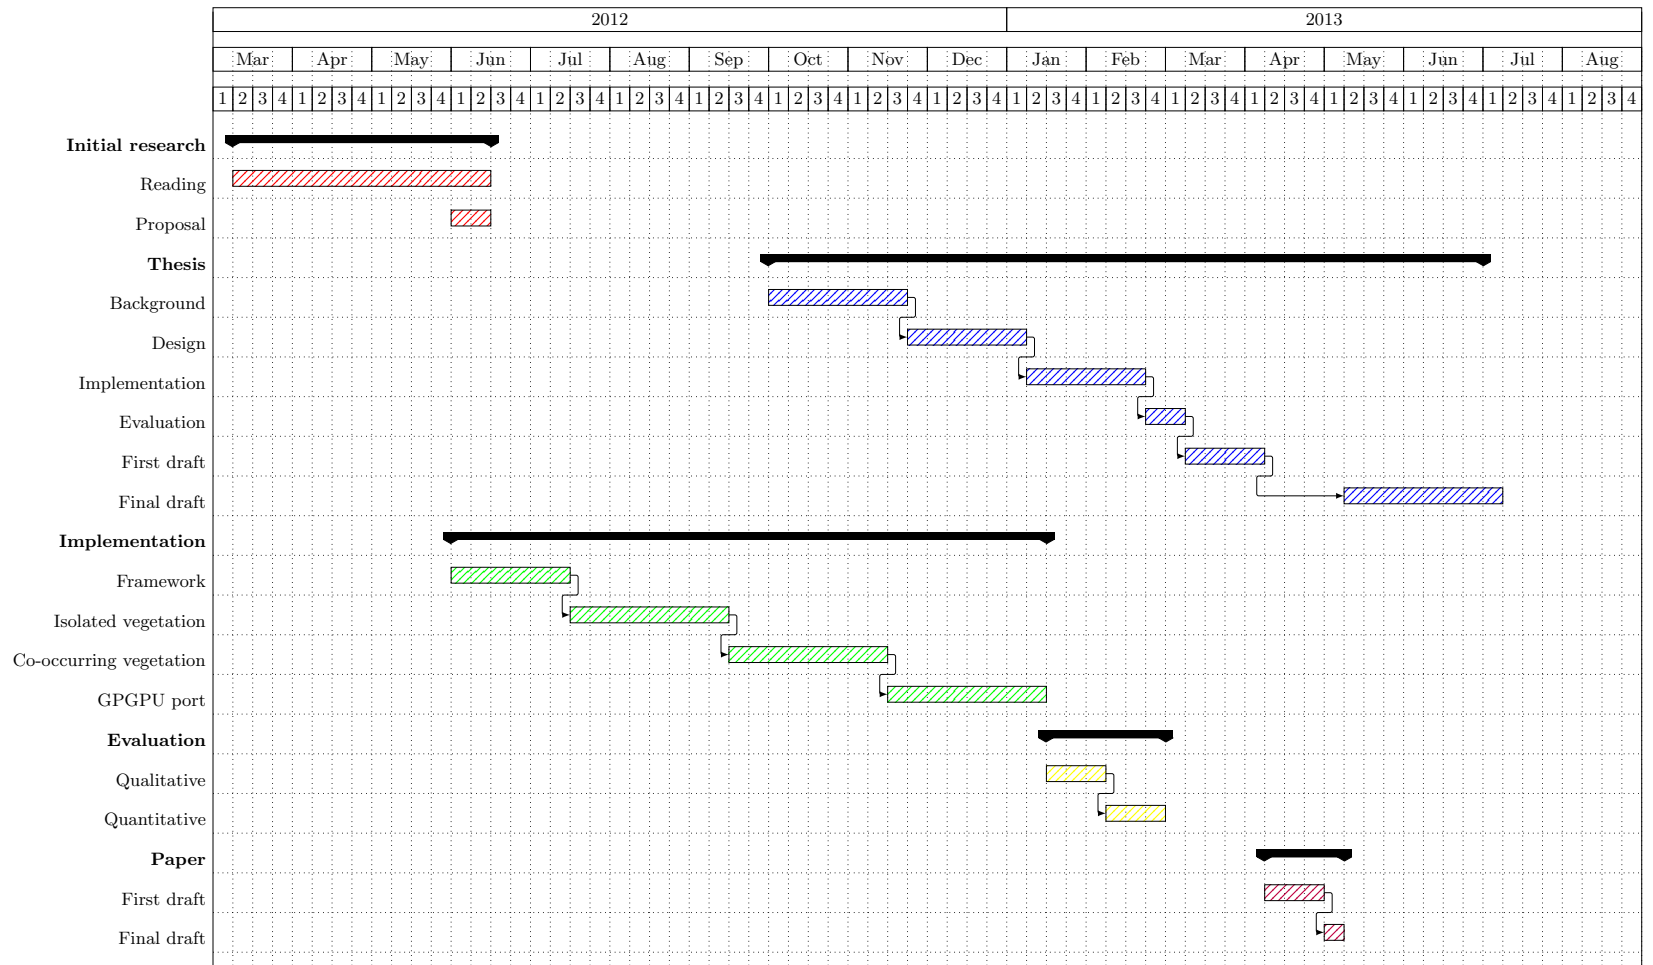 2012 2013
Mar Apr May Jun Jul Aug Sep Oct Nov Dec Jan Feb Mar Apr May Jun Jul Aug
1 2 3 4 1 2 3 4 1 2 3 4 1 2 3 4 1 2 3 4 1 2 3 4 1 2 3 4 1 2 3 4 1 2 3 4 1 2 3 4 1 2 3 4 1 2 3 4 1 2 3 4 1 2 3 4 1 2 3 4 1 2 3 4 1 2 3 4 1 2 3 4
Initial research
Reading
Proposal
Thesis
Background
Design
Implementation
Evaluation
First draft
Final draft
Implementation
Framework
Isolated vegetation
Co-occurring vegetation
GPGPU port
Evaluation
Qualitative
Quantitative
Paper
First draft
Final draft